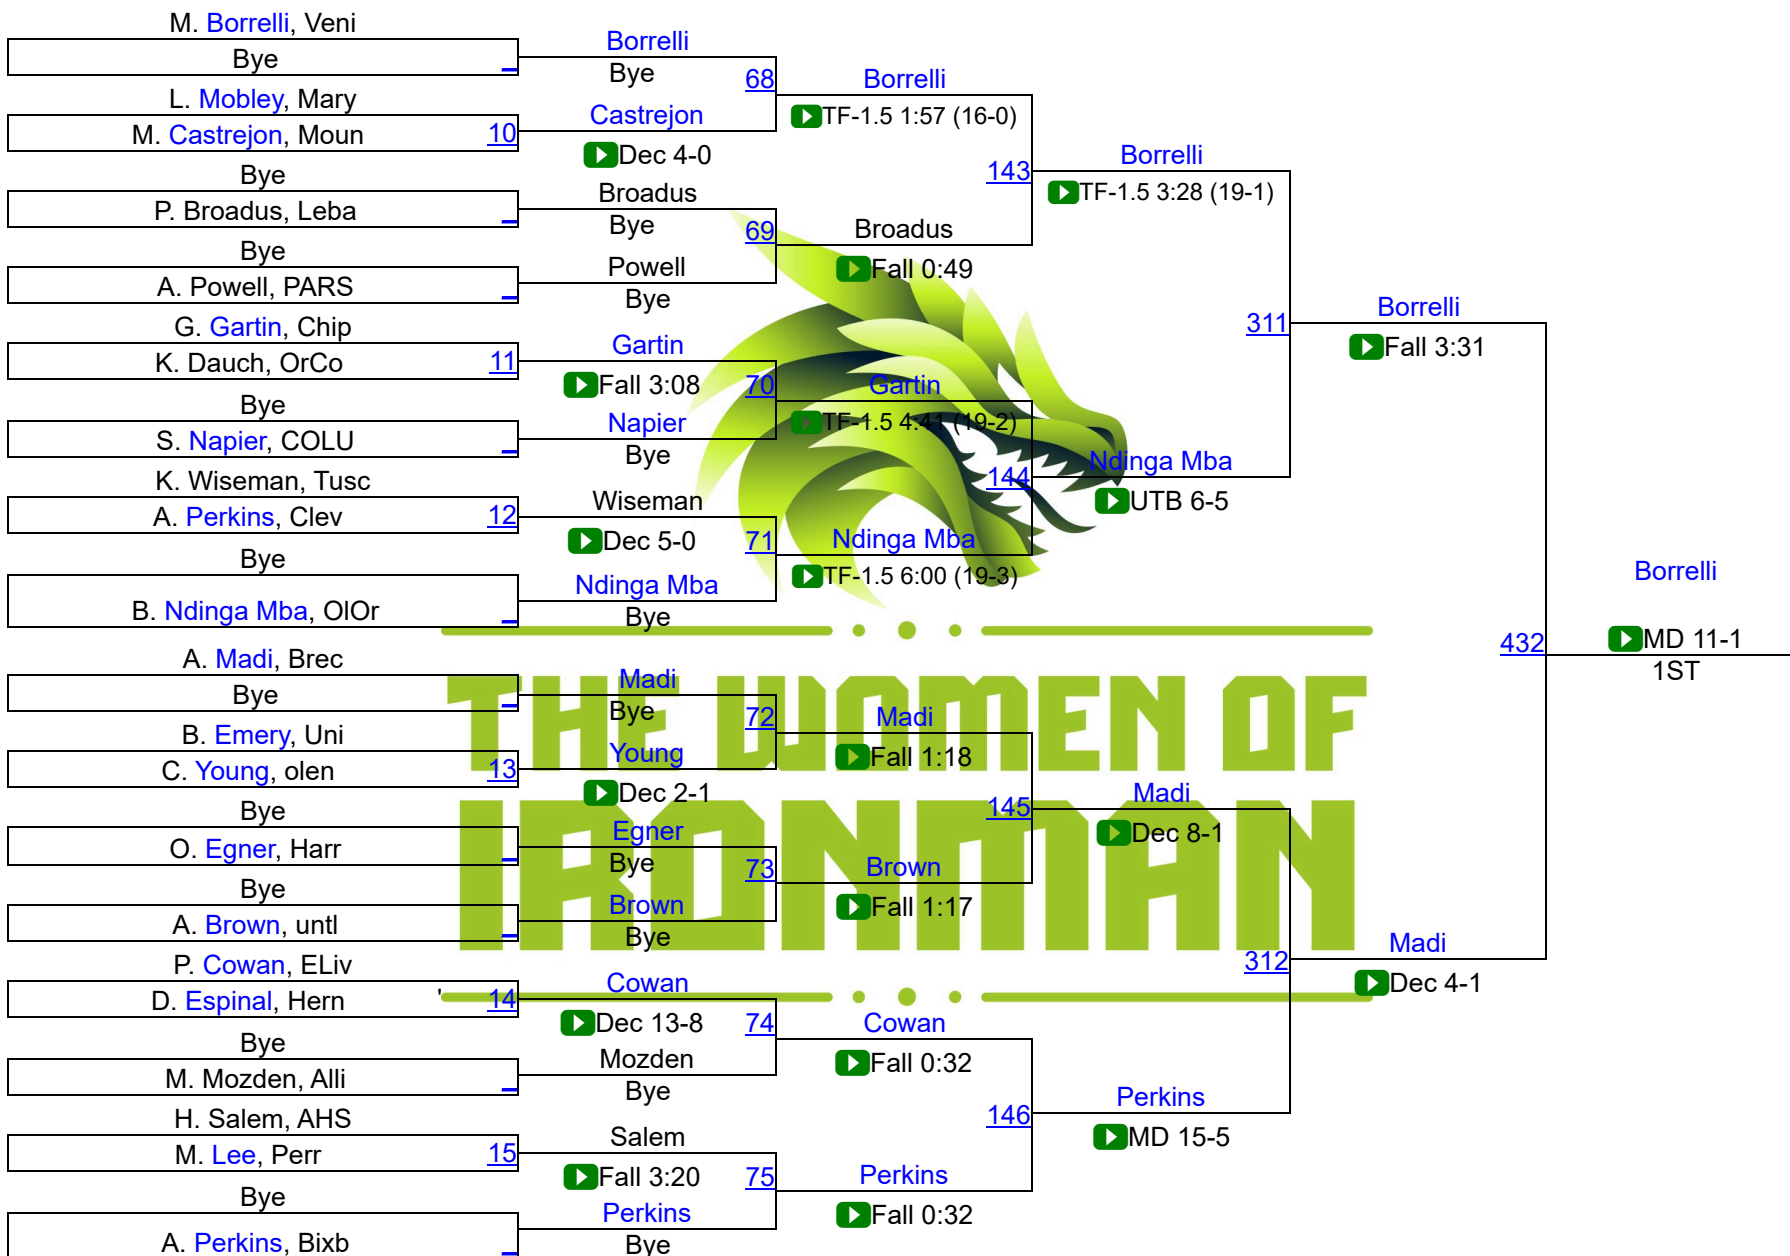 M. Borrelli, Veni
Bye
L. Mobley, Mary
M. Castrejon, Moun 10
Bye
P. Broadus, Leba
Bye
A. Powell, PARS
G. Gartin, Chip
K. Dauch, OrCo 11
Bye
S. Napier, COLU
K. Wiseman, Tusc
A. Perkins, Clev 12
Bye
B. Ndinga Mba, OlOr
A. Madi, Brec
Bye
B. Emery, Uni
C. Young, olen 13
Bye
O. Egner, Harr
Bye
A. Brown, untl
P. Cowan, ELiv
D. Espinal, Hern ' 14
Bye
M. Mozden, Alli
H. Salem, AHS
M. Lee, Perr 15
Bye
A. Perkins, Bixb
Borrelli
Bye 68
Castrejon
Dec 4-0
Broadus
Bye 69
Powell
Bye
Gartin
Fall 3:08 70
Napier
Bye
Wiseman
Dec 5-0 71
Ndinga Mba
Bye
Madi
Bye 72
Young
Dec 2-1
Egner
Bye 73
Brown
Bye
Cowan
Dec 13-8 74
Mozden
Bye
Salem
Fall 3:20 75
Perkins
Bye
Borrelli
TF-1.5 1:57 (16-0)
143
Broadus
Fall 0:49
Gartin
TF-1.5 4:41 (19-2)
144
Ndinga Mba
TF-1.5 6:00 (19-3)
Madi
Fall 1:18
145
Brown
Fall 1:17
Cowan
Fall 0:32
146
Perkins
Fall 0:32
Borrelli
TF-1.5 3:28 (19-1)
311
Ndinga Mba
UTB 6-5
Madi
Dec 8-1
312
Perkins
MD 15-5
Borrelli
Fall 3:31
432
Madi
Dec 4-1
Borrelli
MD 11-1
1ST
THE WOMEN OF
IRONMAN